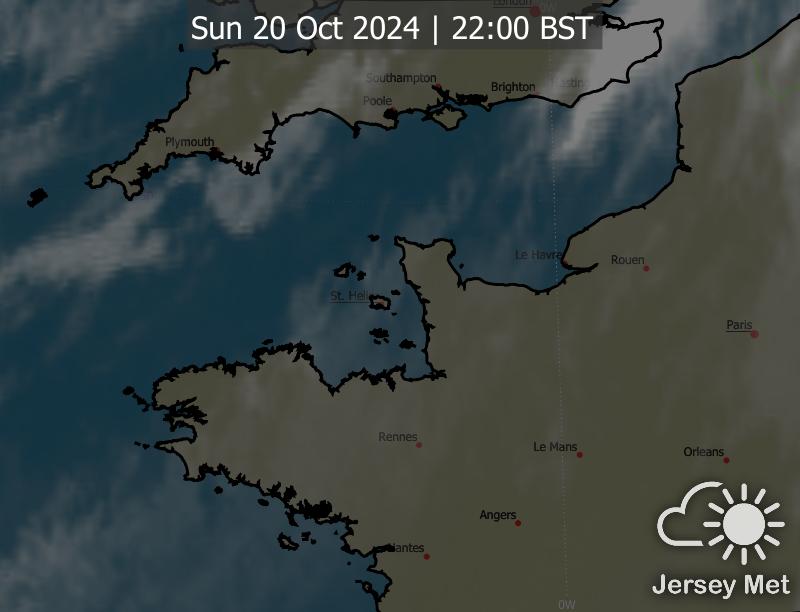 London
0W
Sun 20 Oct 2024 | 22:00 BST
Southampton
Brighton
Poole
Plymouth
Le Havre
Rouen
St. Heli
Paris
Rennes
Le Mans
Orleans
Angers
Nantes
Jersey Met
0W